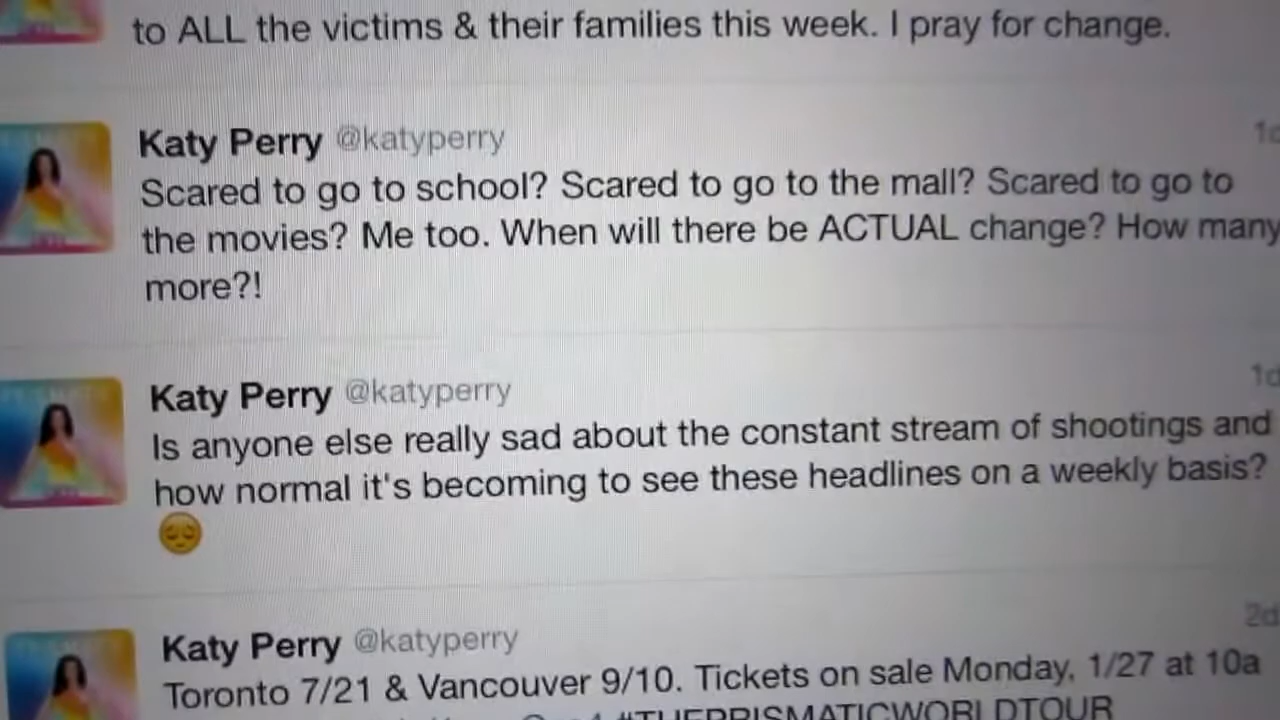 to ALL the victims & their families this week. I pray for change.
Katy Perry @katyperry
Scared to go to school? Scared to go to the mall? Scared to go to
the movies? Me too. When will there be ACTUAL change? How many
more?!
Katy Perry @katyperry 1d
Is anyone else really sad about the constant stream of shootings and
how normal it's becoming to see these headlines on a weekly basis?
😔
Katy Perry @katyperry 2d
Toronto 7/21 & Vancouver 9/10. Tickets on sale Monday, 1/27 at 10a
#THEPRISMATICWORLDTOUR